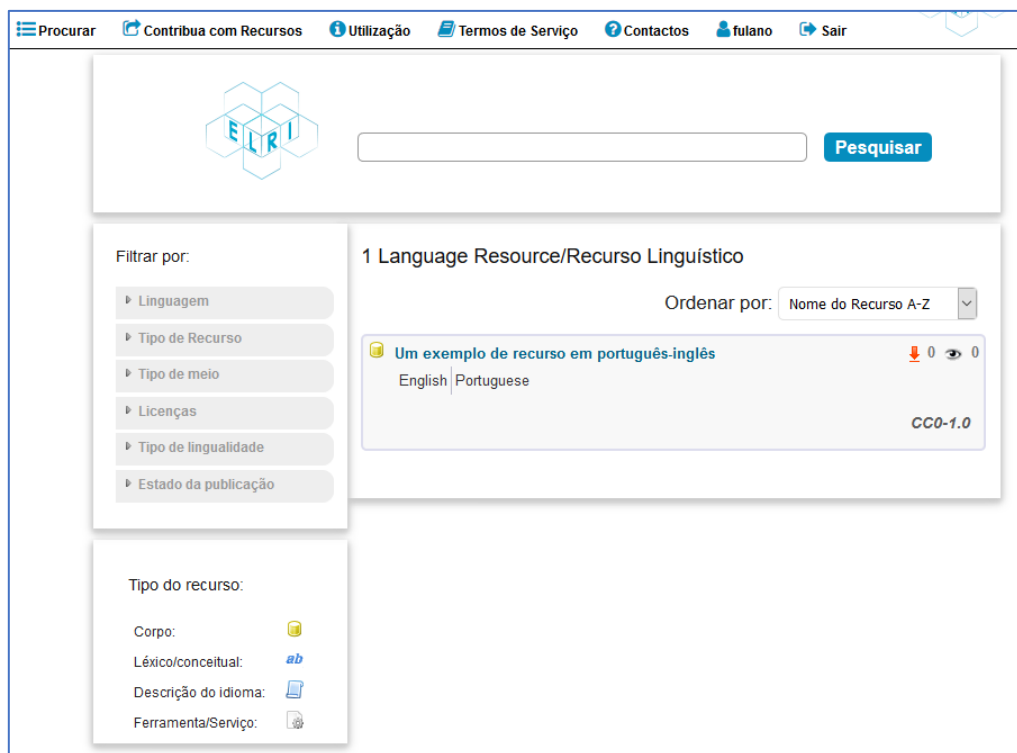 Procurar Contribua com Recursos Utilização Termos de Serviço Contactos fulano Sair
ELRI
Pesquisar
Filtrar por:
Linguagem
Tipo de Recurso
Tipo de meio
Licenças
Tipo de lingualidade
Estado da publicação
1 Language Resource/Recurso Linguístico
Ordenar por: Nome do Recurso A-Z
Um exemplo de recurso em português-inglês 0 0
English Portuguese
CC0-1.0
Tipo do recurso:
Corpo:
Léxico/conceitual: ab
Descrição do idioma:
Ferramenta/Serviço: